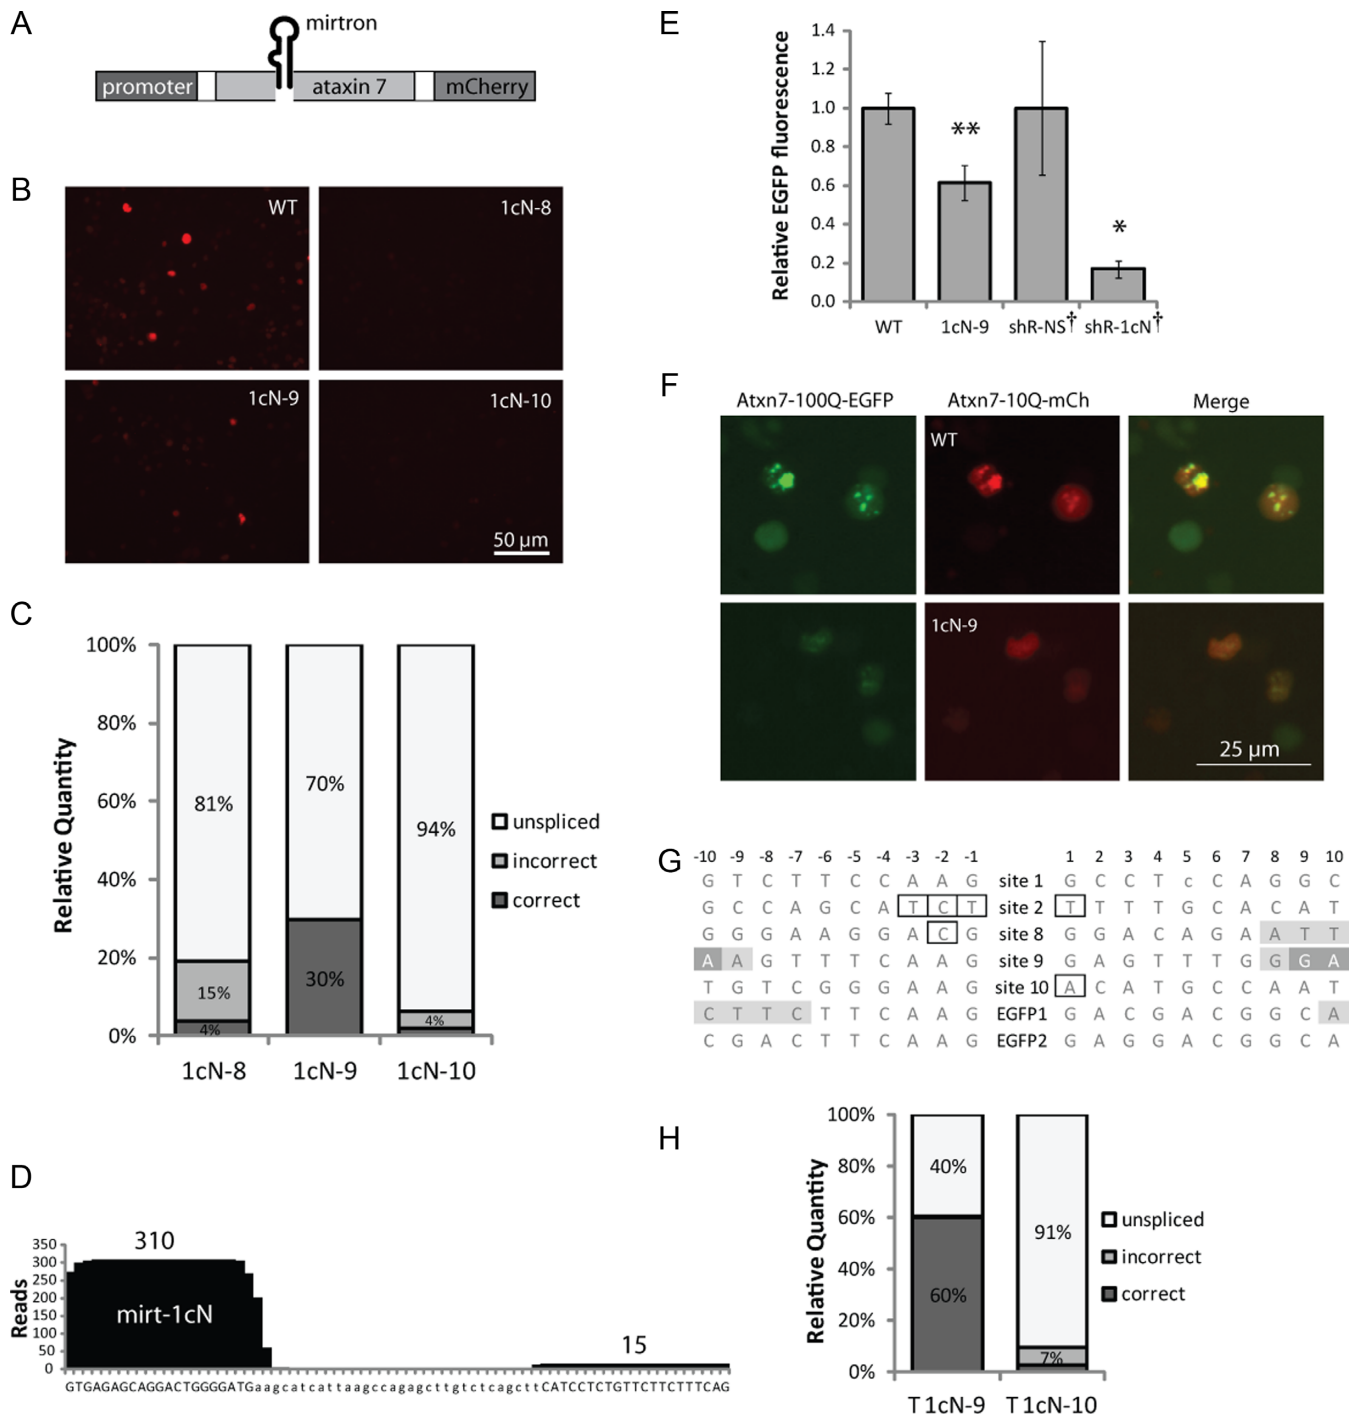 A
mirtron
promoter
ataxin 7
mCherry
B
WT
1cN-8
1cN-9
1cN-10
50 µm
C
100%
80%
60%
40%
20%
0%
Relative Quantity
81%
15%
4%
70%
30%
94%
4%
1cN-8
1cN-9
1cN-10
unspliced
incorrect
correct
D
350
300
250
200
150
100
50
0
Reads
310
mirt-1cN
15
GTGAGAGCAGGACTGGGGATGaagcatcattaagccagagcttgtctcagcttCATCCTCTGTTCTTCTTTCAG
E
1.4
1.2
1.0
0.8
0.6
0.4
0.2
0.0
Relative EGFP fluorescence
**
*
WT
1cN-9
shR-NS†
shR-1cN†
F
Atxn7-100Q-EGFP
Atxn7-10Q-mCh
Merge
WT
1cN-9
25 µm
G
-10 -9 -8 -7 -6 -5 -4 -3 -2 -1 1 2 3 4 5 6 7 8 9 10
G T C T T C C A A G site 1 G C C T c C A G G C
G C C A G C A T C T site 2 T T T T G C A C A T
G G G A A G G A C G site 8 G G A C A G A A T T
A A G T T T C A A G site 9 G A G T T T G G G A
T G T C G G G A A G site 10 A C A T G C C A A T
C T T C T T C A A G EGFP1 G A C G A C G G C A
C G A C T T C A A G EGFP2 G A G G A C G G C A
H
100%
80%
60%
40%
20%
0%
Relative Quantity
40%
60%
91%
7%
T 1cN-9
T 1cN-10
unspliced
incorrect
correct